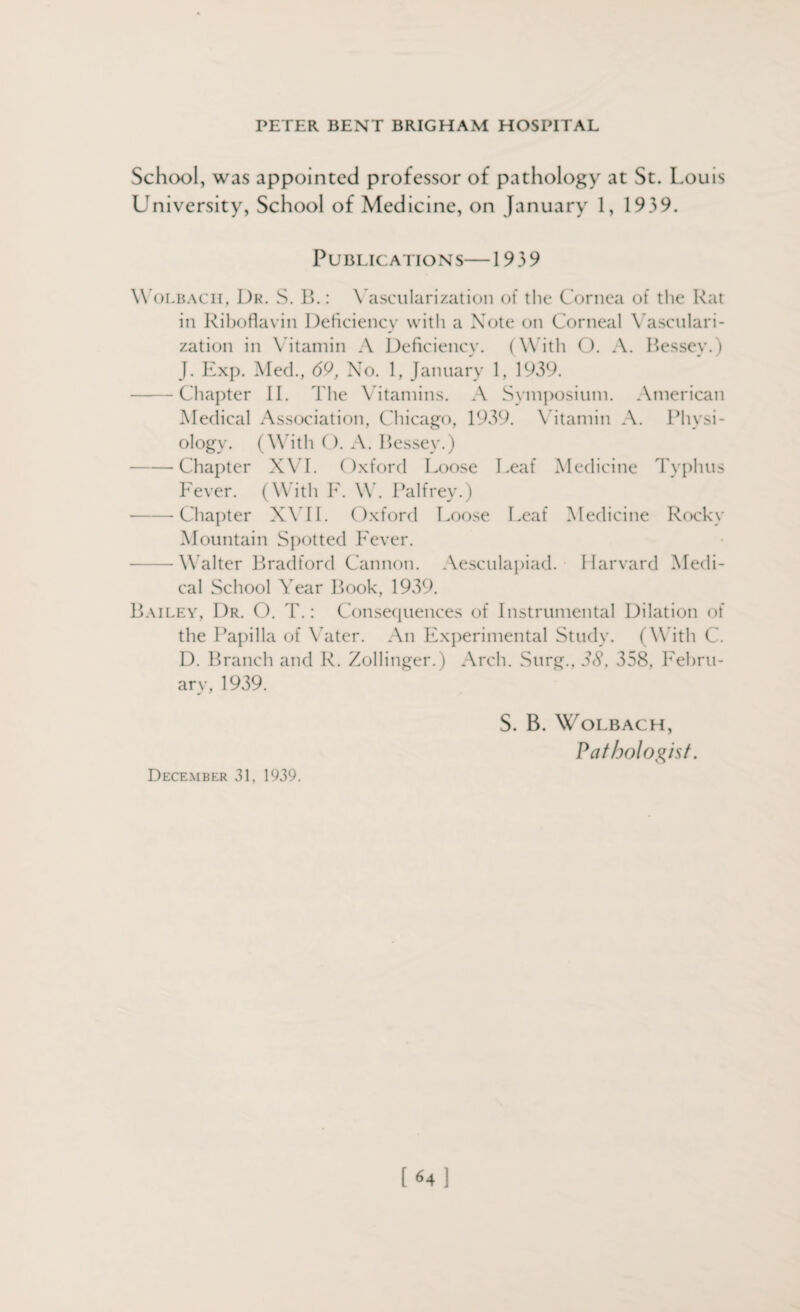 PETER BENT BRIGHAM HOSPITAL
School, was appointed professor of pathology at St. Louis
University, School of Medicine, on January 1, 1939.
PUBLICATIONS—1939
WOLBACH, DR. S. B.: Vascularization of the Cornea of the Rat
in Riboflavin Deficiency with a Note on Corneal Vasculari-
zation in Vitamin A Deficiency. (With O. A. Bessey.)
J. Exp. Med., 69, No. 1, January 1, 1939.
—— Chapter II. The Vitamins. A Symposium. American
Medical Association, Chicago, 1939. Vitamin A. Physi-
ology. (With O. A. Bessey.)
—— Chapter XVI. Oxford Loose Leaf Medicine Typhus
Fever. (With F. W. Palfrey.)
—— Chapter XVII. Oxford Loose Leaf Medicine Rocky
Mountain Spotted Fever.
—— Walter Bradford Cannon. Aesculapiad. Harvard Medi-
cal School Year Book, 1939.
BAILEY, DR. O. T.: Consequences of Instrumental Dilation of
the Papilla of Vater. An Experimental Study. (With C.
D. Branch and R. Zollinger.) Arch. Surg., 38, 358, Febru-
ary, 1939.
S. B. WOLBACH,
Pathologist.
DECEMBER 31, 1939.
[ 64 ]